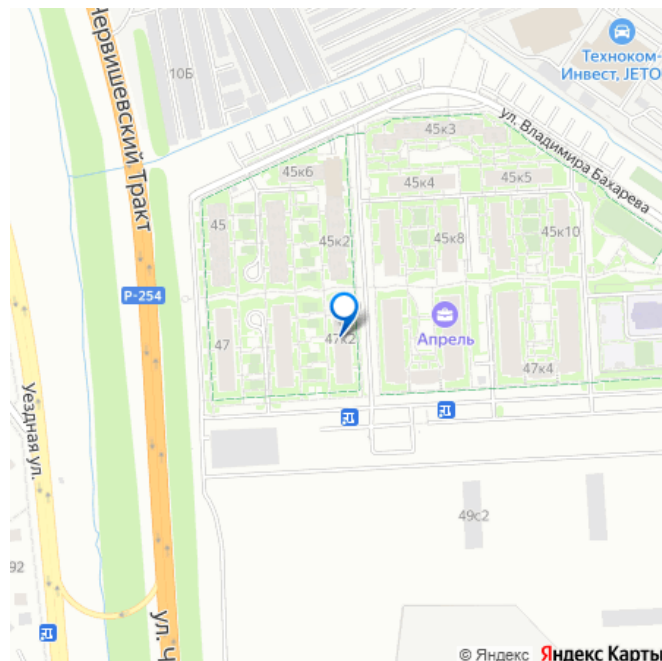 Червишевский Тракт
10Б
Техноком-
Инвест, JETO
ул. Владимира Бахарева
45к3
45к6
45к4
45к5
45
45к2
45к8
45к10
Р-254
47
47к2
Апрель
47к4
Уездная ул.
49с2
92
ул. Ч
© Яндекс Яндекс Карты